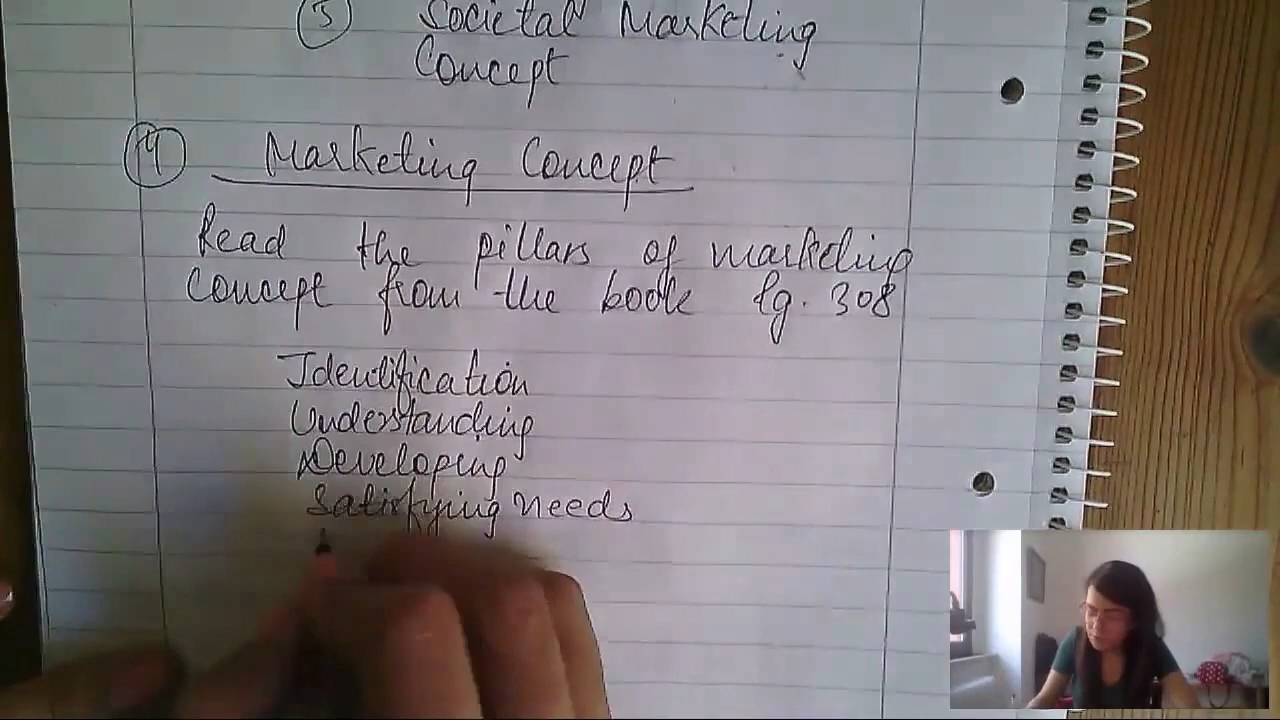 5 Societal Marketing
Concept
14 Marketing Concept
Read the pillars of marketing
Concept from the book Pg. 308
Identification
Understanding
Developing
Satisfying needs